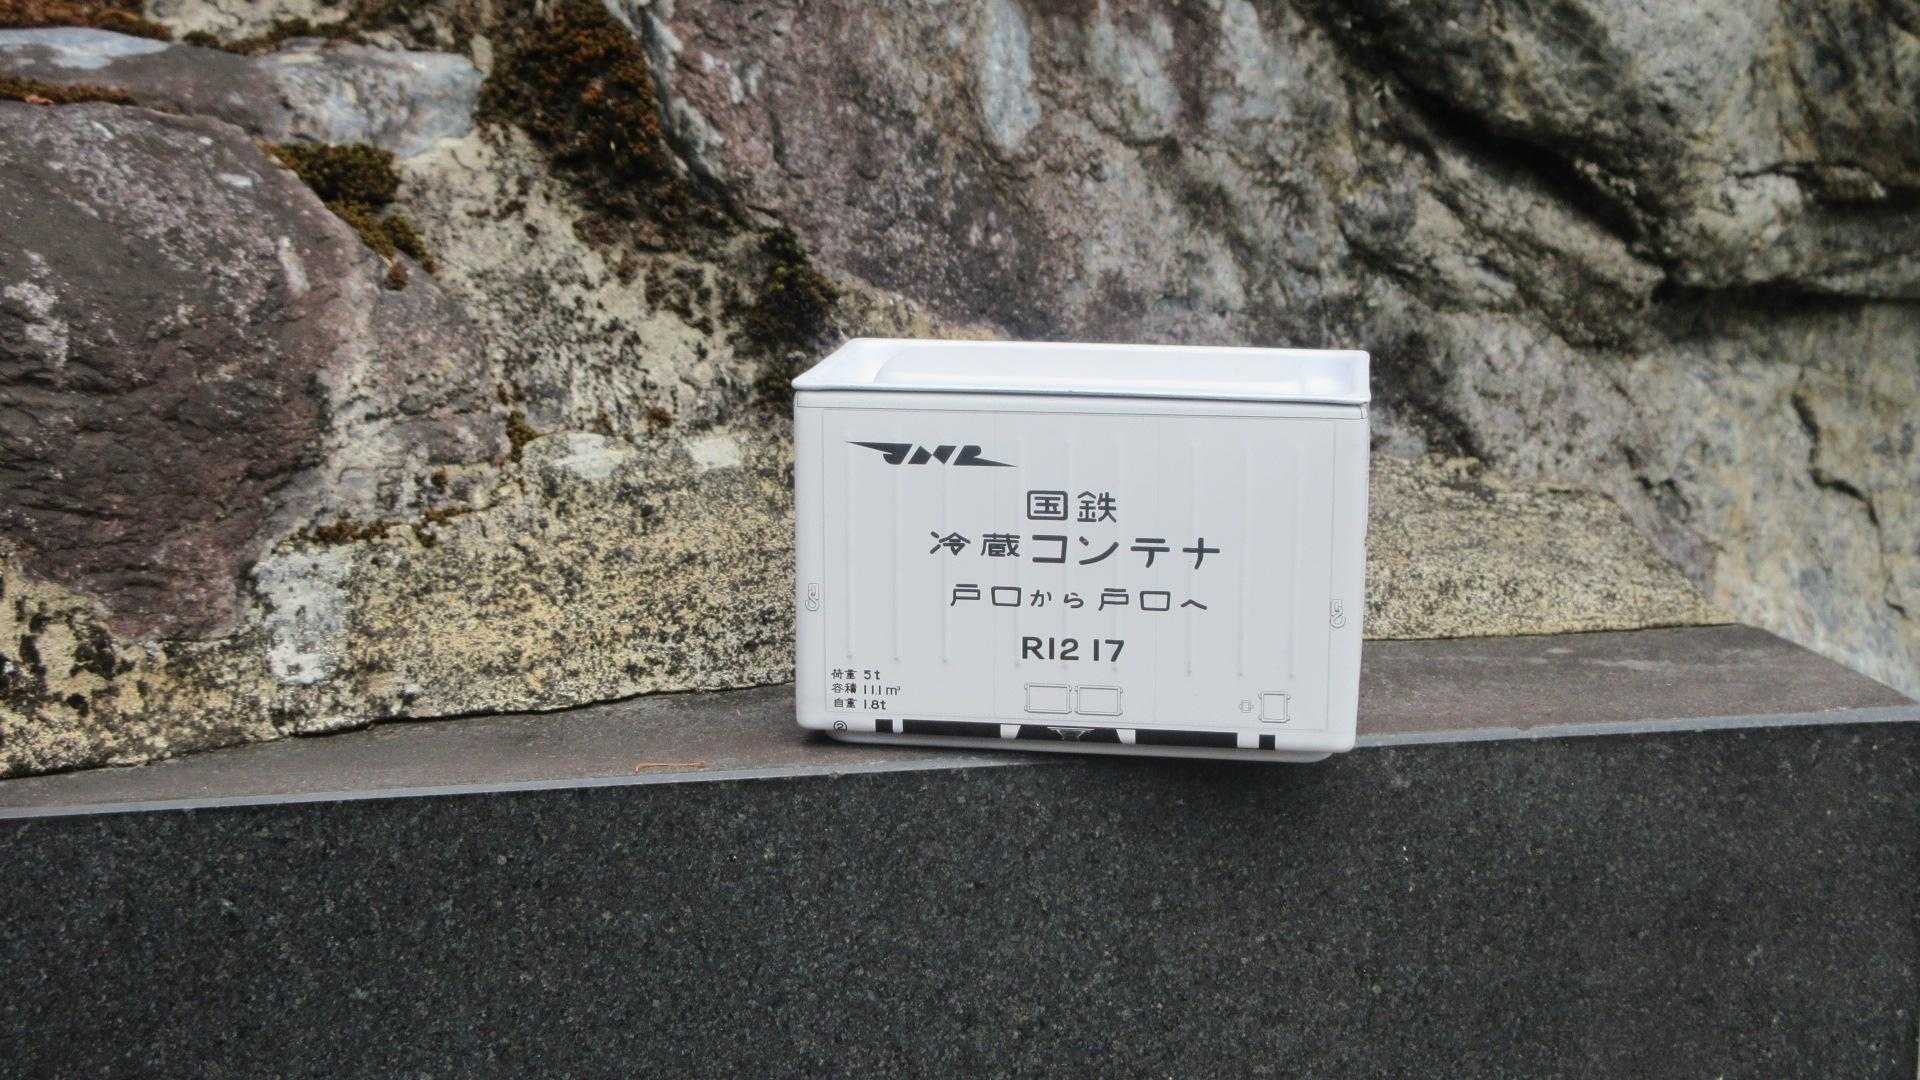 JNR
国鉄
冷蔵コンテナ
戸口から戸口へ
R12 17
荷重 5t
容積 11.1m³
自重 1.8t
②